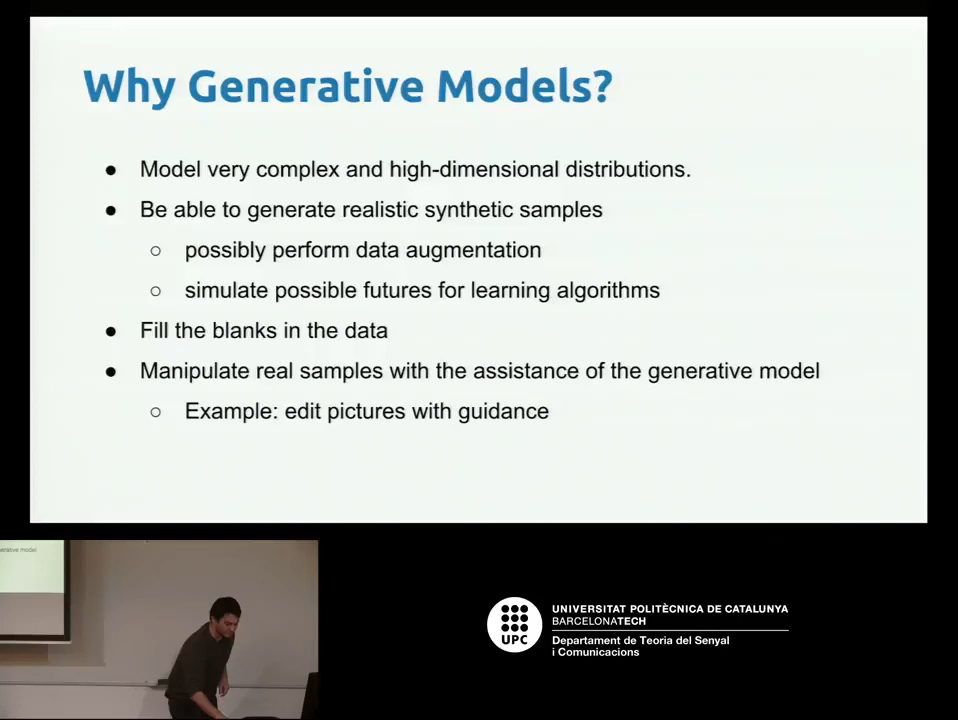 Why Generative Models?
● Model very complex and high-dimensional distributions.
● Be able to generate realistic synthetic samples
○ possibly perform data augmentation
○ simulate possible futures for learning algorithms
● Fill the blanks in the data
● Manipulate real samples with the assistance of the generative model
○ Example: edit pictures with guidance
erative model
UPC
UNIVERSITAT POLITÈCNICA DE CATALUNYA
BARCELONATECH
Departament de Teoria del Senyal
i Comunicacions